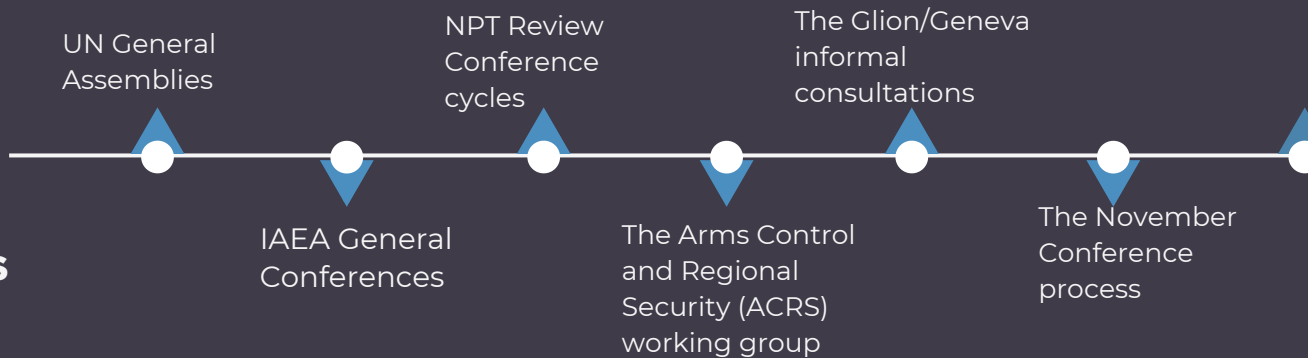 UN General
Assemblies
NPT Review
Conference
cycles
The Glion/Geneva
informal
consultations
IAEA General
Conferences
The Arms Control
and Regional
Security (ACRS)
working group
The November
Conference
process
s